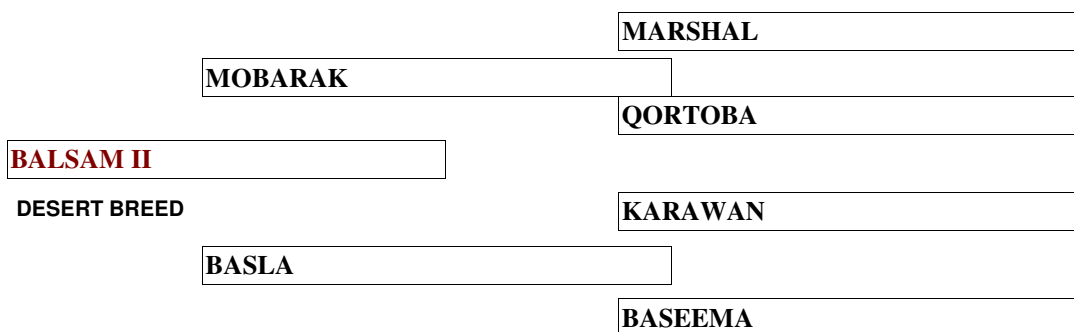 MARSHAL
MOBARAK
QORTOBA
BALSAM II
DESERT BREED
KARAWAN
BASLA
BASEEMA